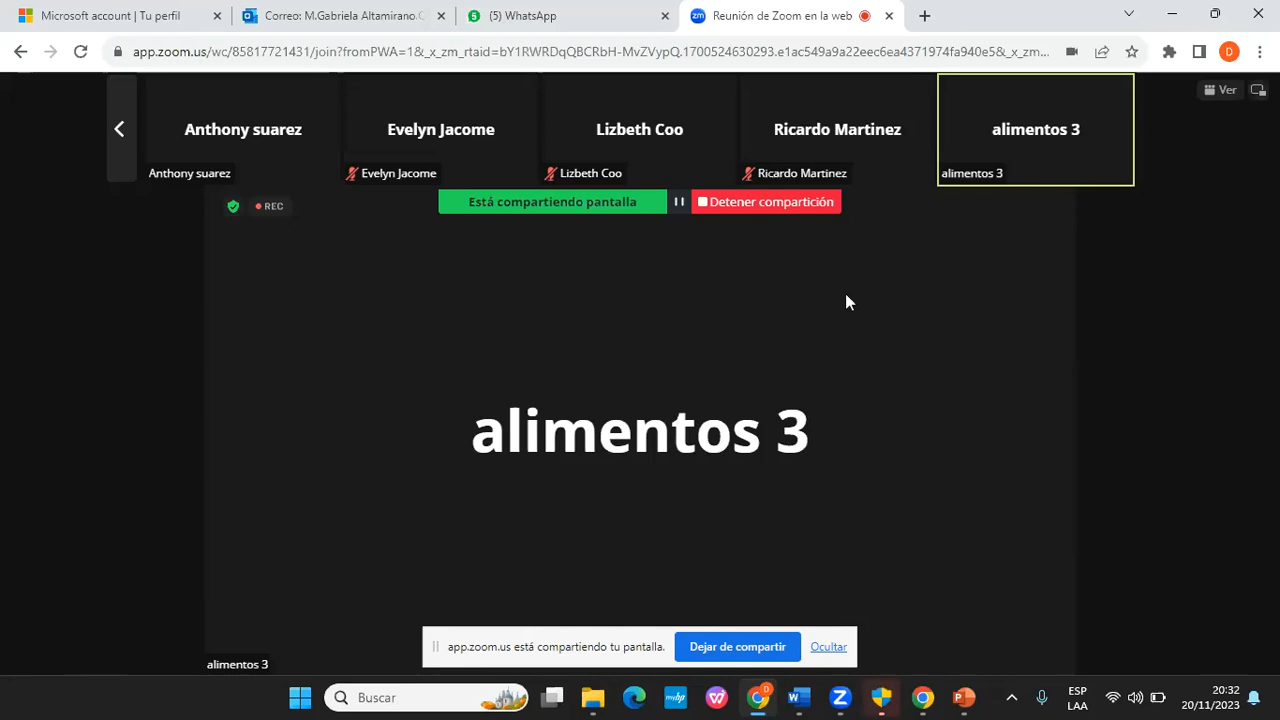 Microsoft account | Tu perfil
Correo: M.Gabriela Altamirano.
(5) WhatsApp
Reunión de Zoom en la web
app.zoom.us/wc/85817721431/join?fromPWA=1&_x_zm_rtaid=bY1RWRDqQBCRbH-MvZVypQ.1700524630293.e1ac549a9a22eec6ea4371974fa940e5&_x_zm...
D
Anthony suarez
Evelyn Jacome
Lizbeth Coo
Ricardo Martinez
alimentos 3
Ver
Anthony suarez
Evelyn Jacome
Lizbeth Coo
Ricardo Martinez
alimentos 3
Está compartiendo pantalla
Detener compartición
REC
alimentos 3
app.zoom.us está compartiendo tu pantalla.
Dejar de compartir
Ocultar
alimentos 3
Buscar
ESP
LAA
20:32
20/11/2023